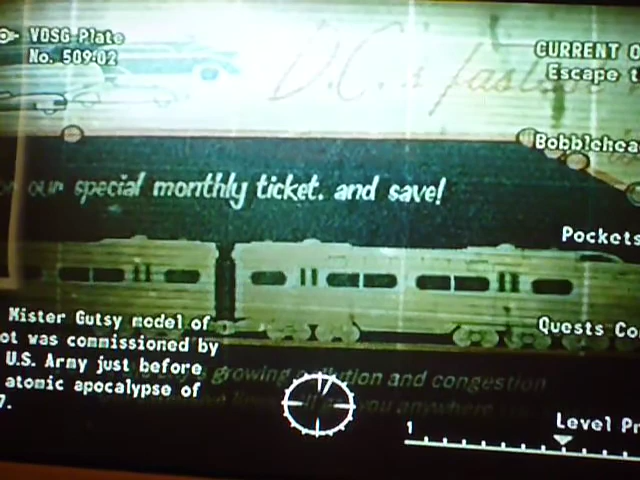 VDSG Plate
No. 509-02
CURRENT
Escape
D.C.'s
Bobblehea
our special monthly ticket. and save!
Pockets
Mister Gutsy model of
ot was commissioned by
U.S. Army just before
atomic apocalypse of
7.
Quests Co
growing pollution and congestion
you anywhere
Level Pr
1